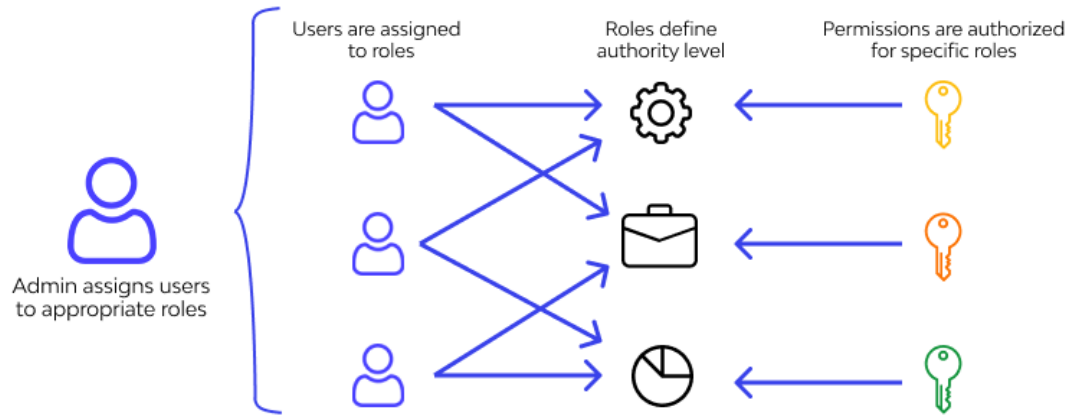 Users are assigned
to roles
Roles define
authority level
Permissions are authorized
for specific roles
Admin assigns users
to appropriate roles